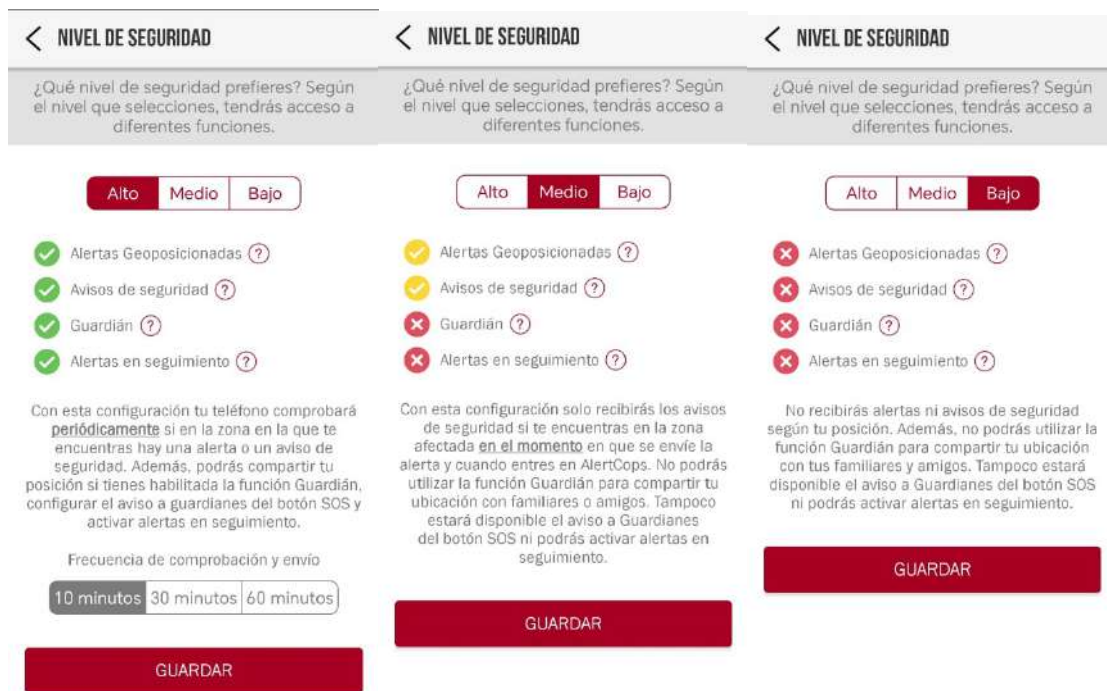 NIVEL DE SEGURIDAD
¿Qué nivel de seguridad prefieres? Según
el nivel que selecciones, tendrás acceso a
diferentes funciones.
Alto Medio Bajo
Alertas Geoposicionadas ?
Avisos de seguridad ?
Guardián ?
Alertas en seguimiento ?
Con esta configuración tu teléfono comprobará
periódicamente si en la zona en la que te
encuentras hay una alerta o un aviso de
seguridad. Además, podrás compartir tu
posición si tienes habilitada la función Guardián,
configurar el aviso a guardianes del botón SOS y
activar alertas en seguimiento.
Frecuencia de comprobación y envío
10 minutos 30 minutos 60 minutos
GUARDAR
NIVEL DE SEGURIDAD
¿Qué nivel de seguridad prefieres? Según
el nivel que selecciones, tendrás acceso a
diferentes funciones.
Alto Medio Bajo
Alertas Geoposicionadas ?
Avisos de seguridad ?
Guardián ?
Alertas en seguimiento ?
Con esta configuración solo recibirás los avisos
de seguridad si te encuentras en la zona
afectada en el momento en que se envíe la
alerta y cuando entres en AlertCops. No podrás
utilizar la función Guardián para compartir tu
ubicación con familiares o amigos. Tampoco
estará disponible el aviso a Guardianes
del botón SOS ni podrás activar alertas en
seguimiento.
GUARDAR
NIVEL DE SEGURIDAD
¿Qué nivel de seguridad prefieres? Según
el nivel que selecciones, tendrás acceso a
diferentes funciones.
Alto Medio Bajo
Alertas Geoposicionadas ?
Avisos de seguridad ?
Guardián ?
Alertas en seguimiento ?
No recibirás alertas ni avisos de seguridad
según tu posición. Además, no podrás utilizar la
función Guardián para compartir tu ubicación
con tus familiares y amigos. Tampoco estará
disponible el aviso a Guardianes del botón SOS
ni podrás activar alertas en seguimiento.
GUARDAR